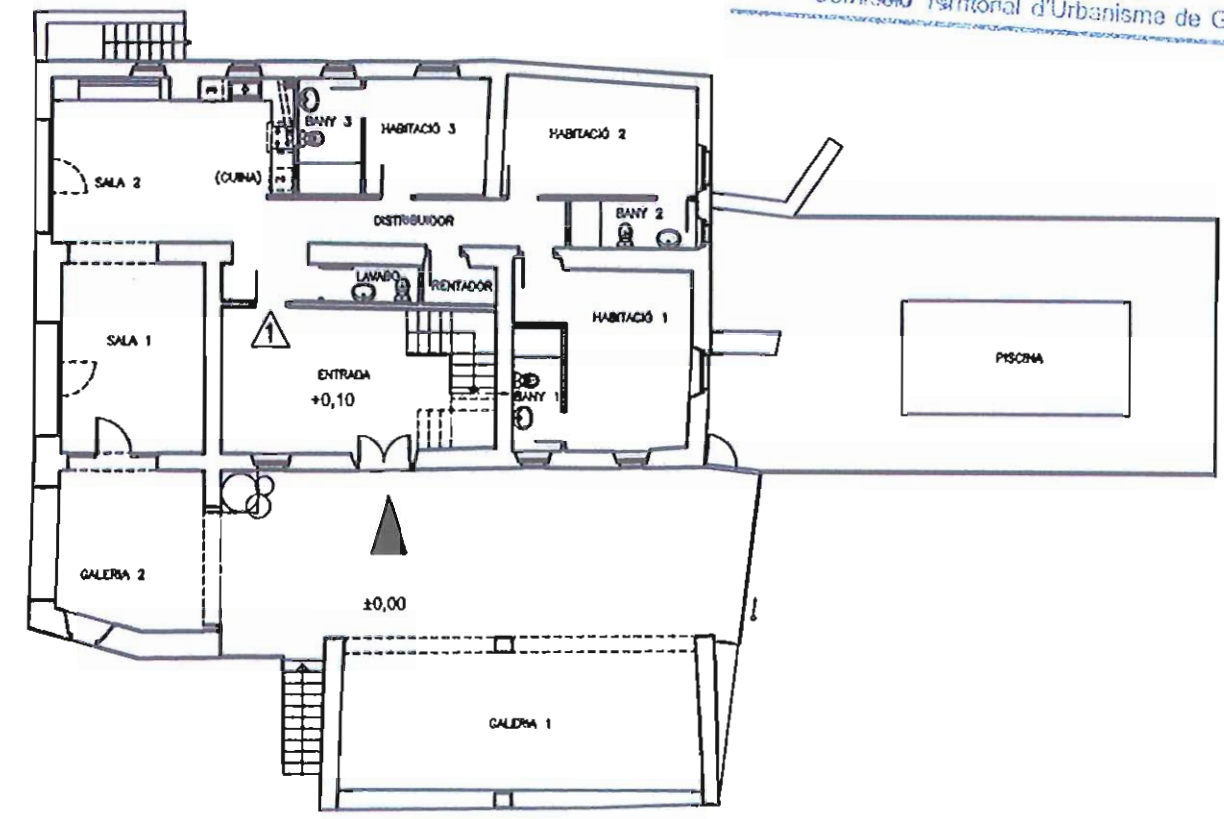 Comissió Territorial d'Urbanisme de G
BANY 3
HABITACIÓ 3
HABITACIÓ 2
SALA 2
(CUINA)
DISTRIBUIDOR
BANY 2
LAVABO
RENTADOR
HABITACIÓ 1
SALA 1
1
ENTRADA
+0,10
BANY 1
PISCINA
GALERIA 2
±0,00
GALERIA 1